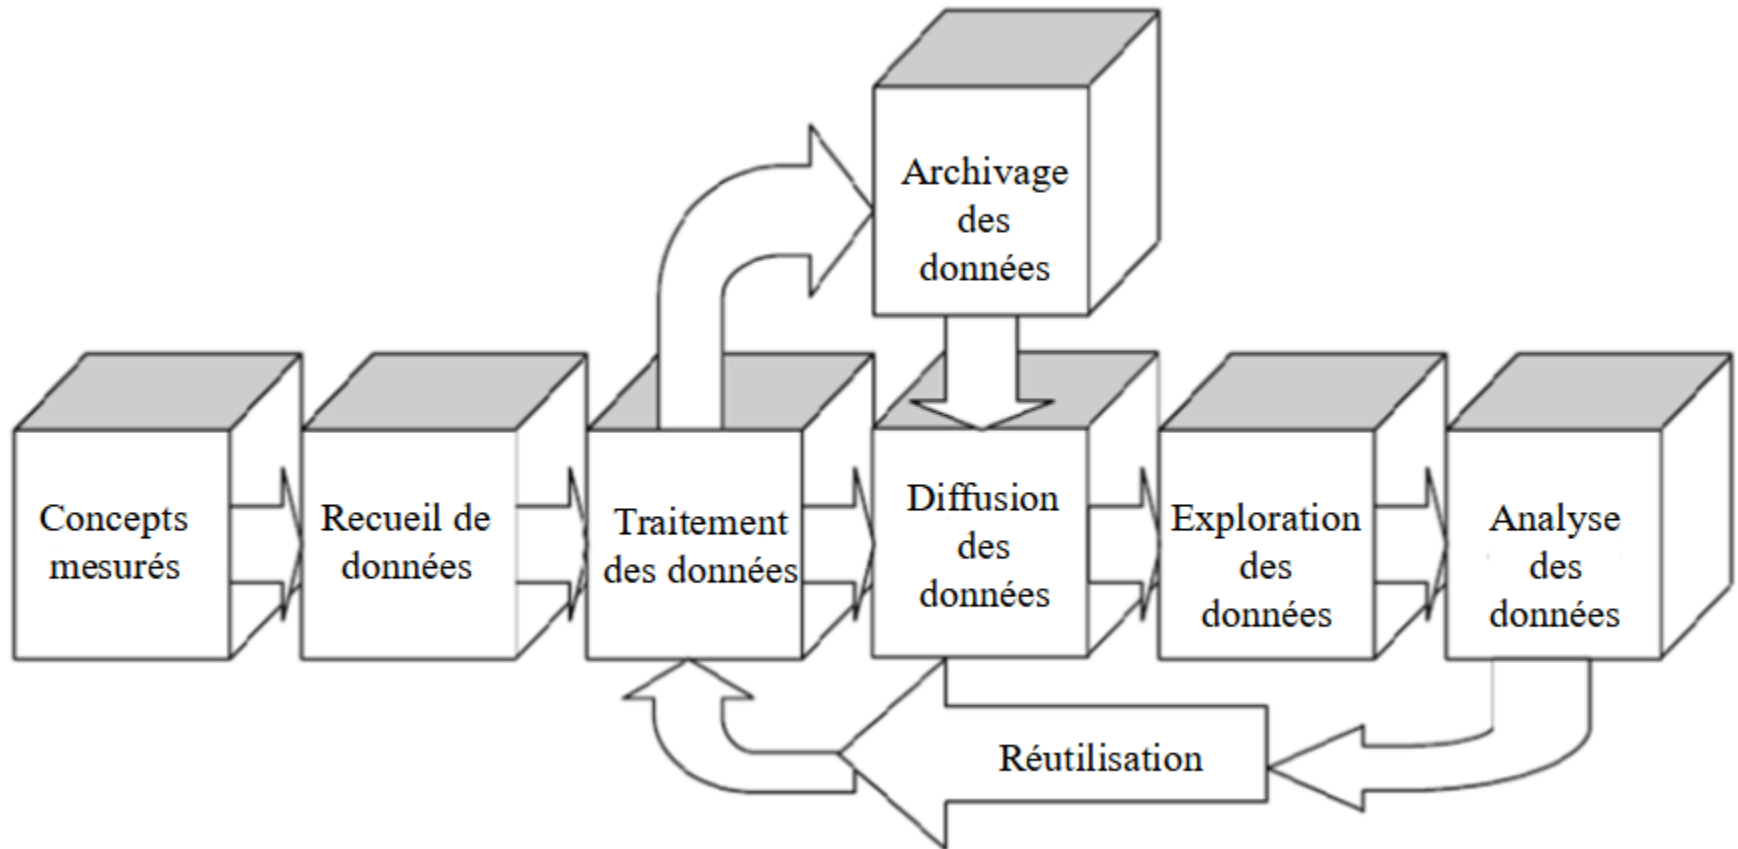 Archivage
des
données
Concepts
mesurés
Recueil de
données
Traitement
des données
Diffusion
des
données
Exploration
des
données
Analyse
des
données
Réutilisation